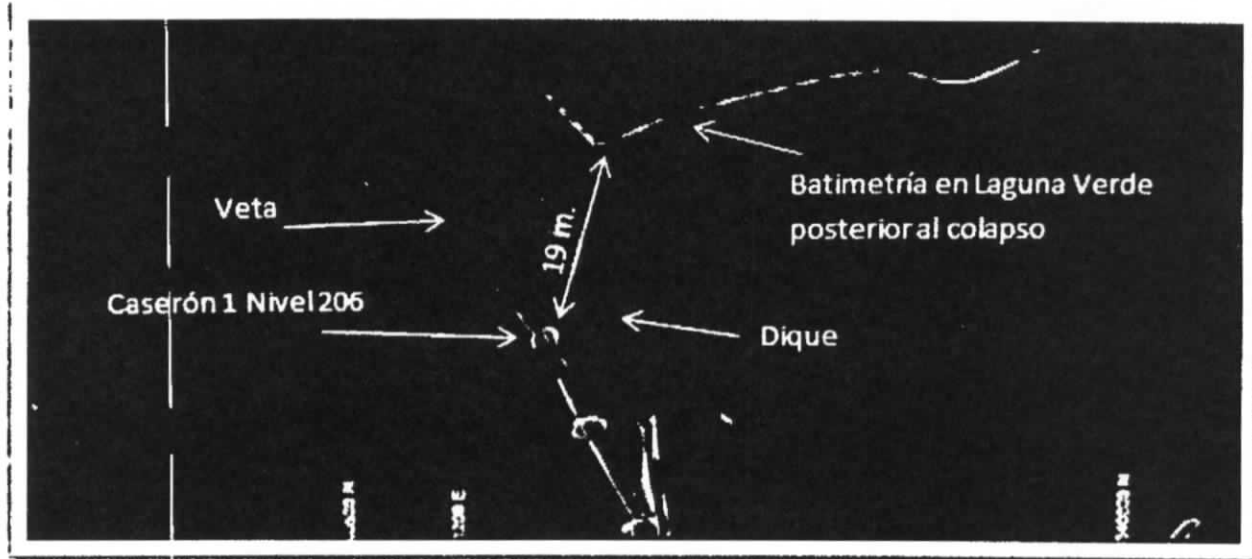 Batimetría en Laguna Verde
posterior al colapso
Veta
19 m.
Caserón 1 Nivel 206
Dique